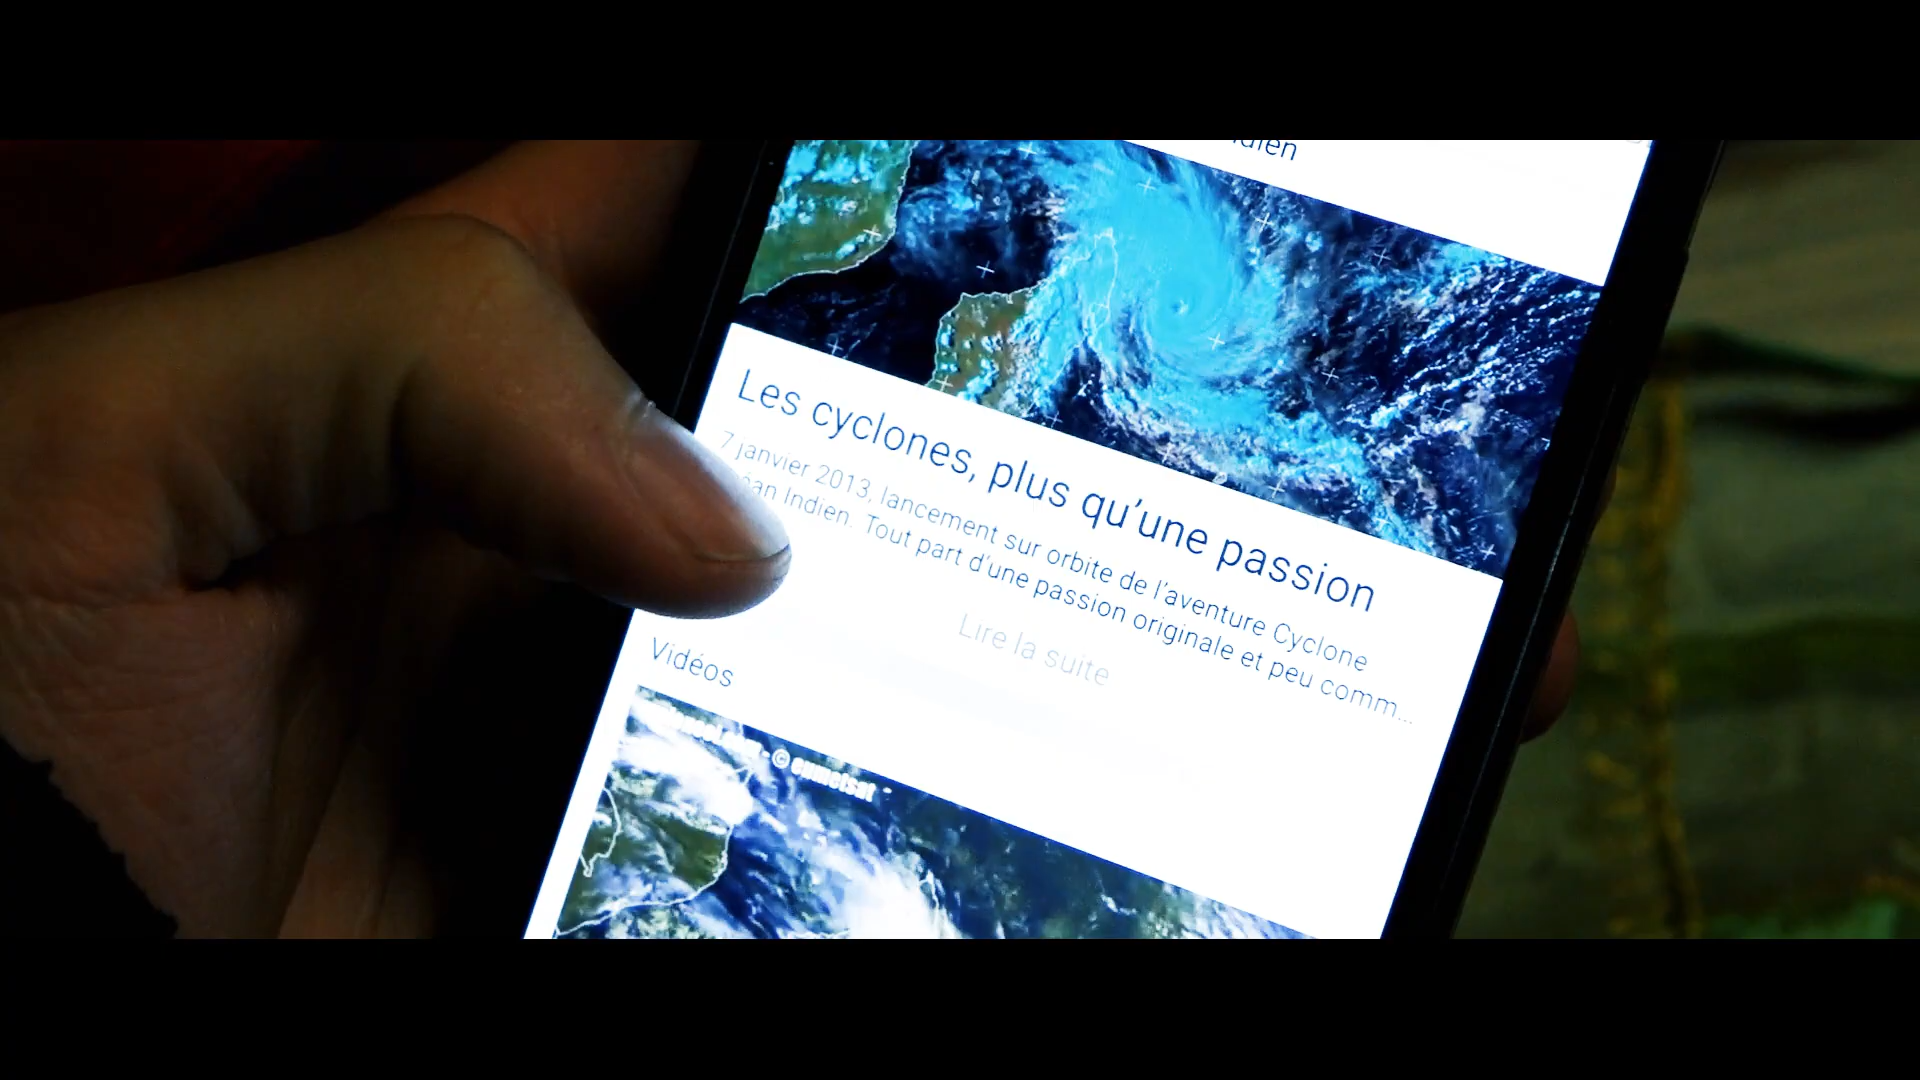 Les cyclones, plus qu'une passion
7 janvier 2013, lancement sur orbite de l'aventure Cyclone
Indien. Tout part d'une passion originale et peu comm...
Lire la suite
Vidéos
© eumetsat -